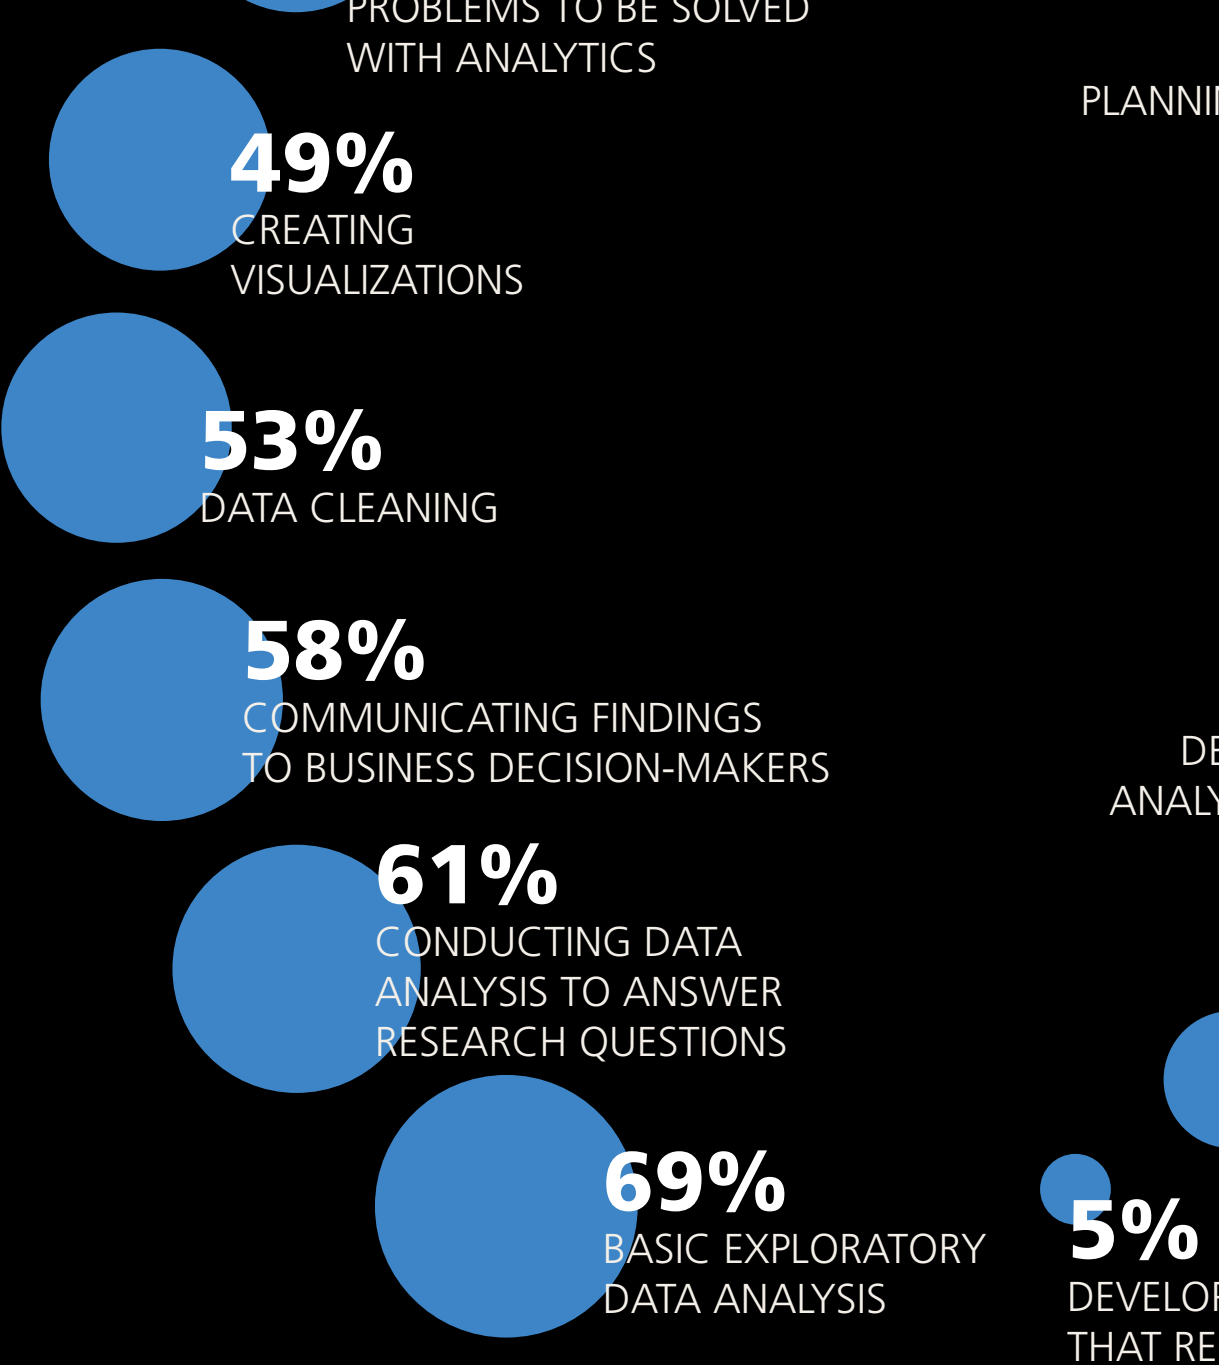 PROBLEMS TO BE SOLVED
WITH ANALYTICS
49%
CREATING
VISUALIZATIONS
53%
DATA CLEANING
58%
COMMUNICATING FINDINGS
TO BUSINESS DECISION-MAKERS
61%
CONDUCTING DATA
ANALYSIS TO ANSWER
RESEARCH QUESTIONS
69%
BASIC EXPLORATORY
DATA ANALYSIS
5%
THAT